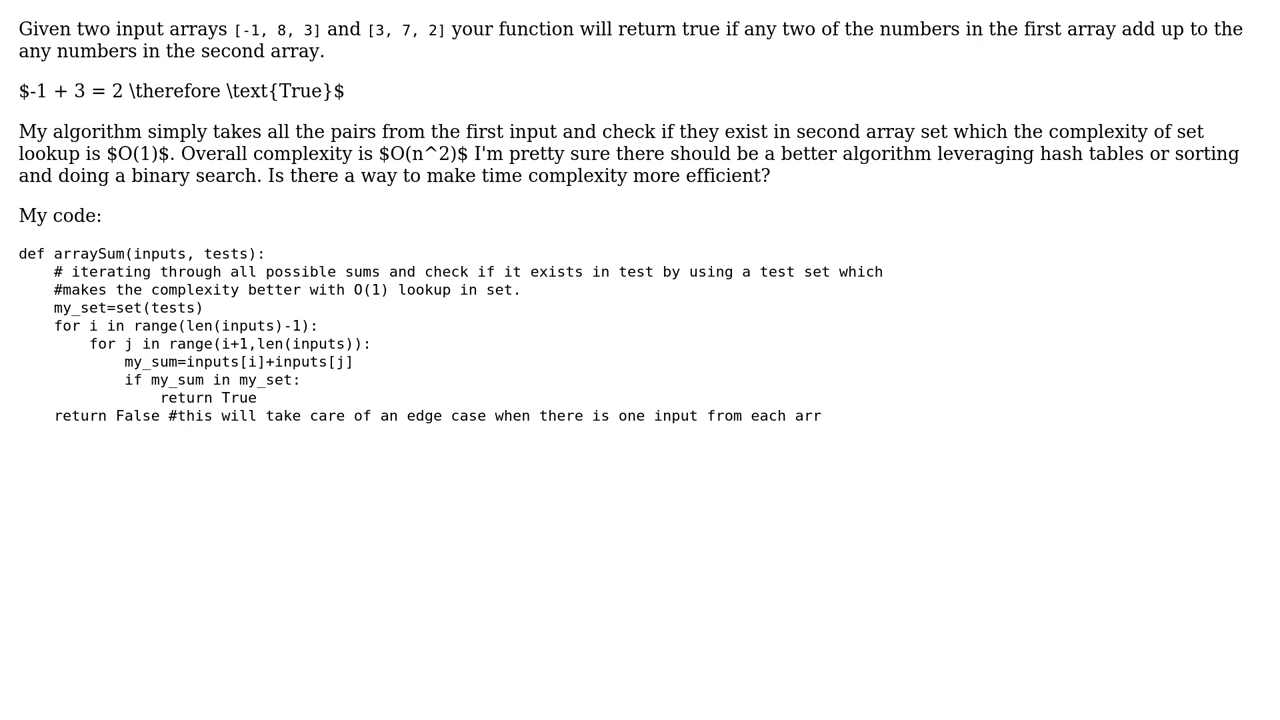 Given two input arrays [-1, 8, 3] and [3, 7, 2] your function will return true if any two of the numbers in the first array add up to the
any numbers in the second array.
$-1 + 3 = 2 \therefore \text{True}$
My algorithm simply takes all the pairs from the first input and check if they exist in second array set which the complexity of set
lookup is $O(1)$. Overall complexity is $O(n^2)$ I'm pretty sure there should be a better algorithm leveraging hash tables or sorting
and doing a binary search. Is there a way to make time complexity more efficient?
My code:
def arraySum(inputs, tests):
    # iterating through all possible sums and check if it exists in test by using a test set which
    #makes the complexity better with O(1) lookup in set.
    my_set=set(tests)
    for i in range(len(inputs)-1):
        for j in range(i+1,len(inputs)):
            my_sum=inputs[i]+inputs[j]
            if my_sum in my_set:
                return True
    return False #this will take care of an edge case when there is one input from each arr